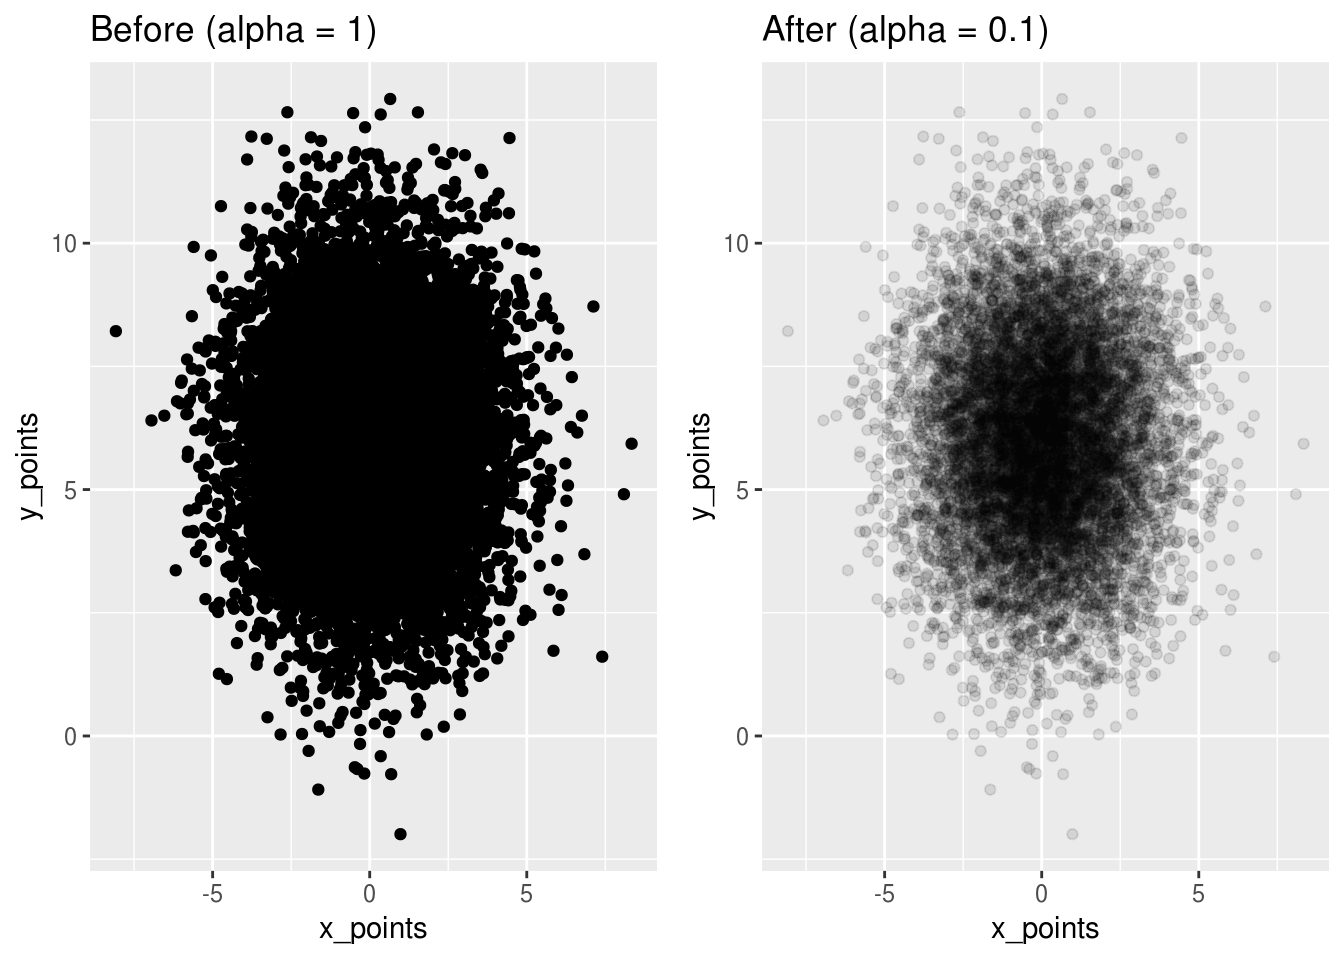 Before (alpha = 1)
y_points
10
5
0
-5 0 5
x_points
After (alpha = 0.1)
y_points
10
5
0
-5 0 5
x_points